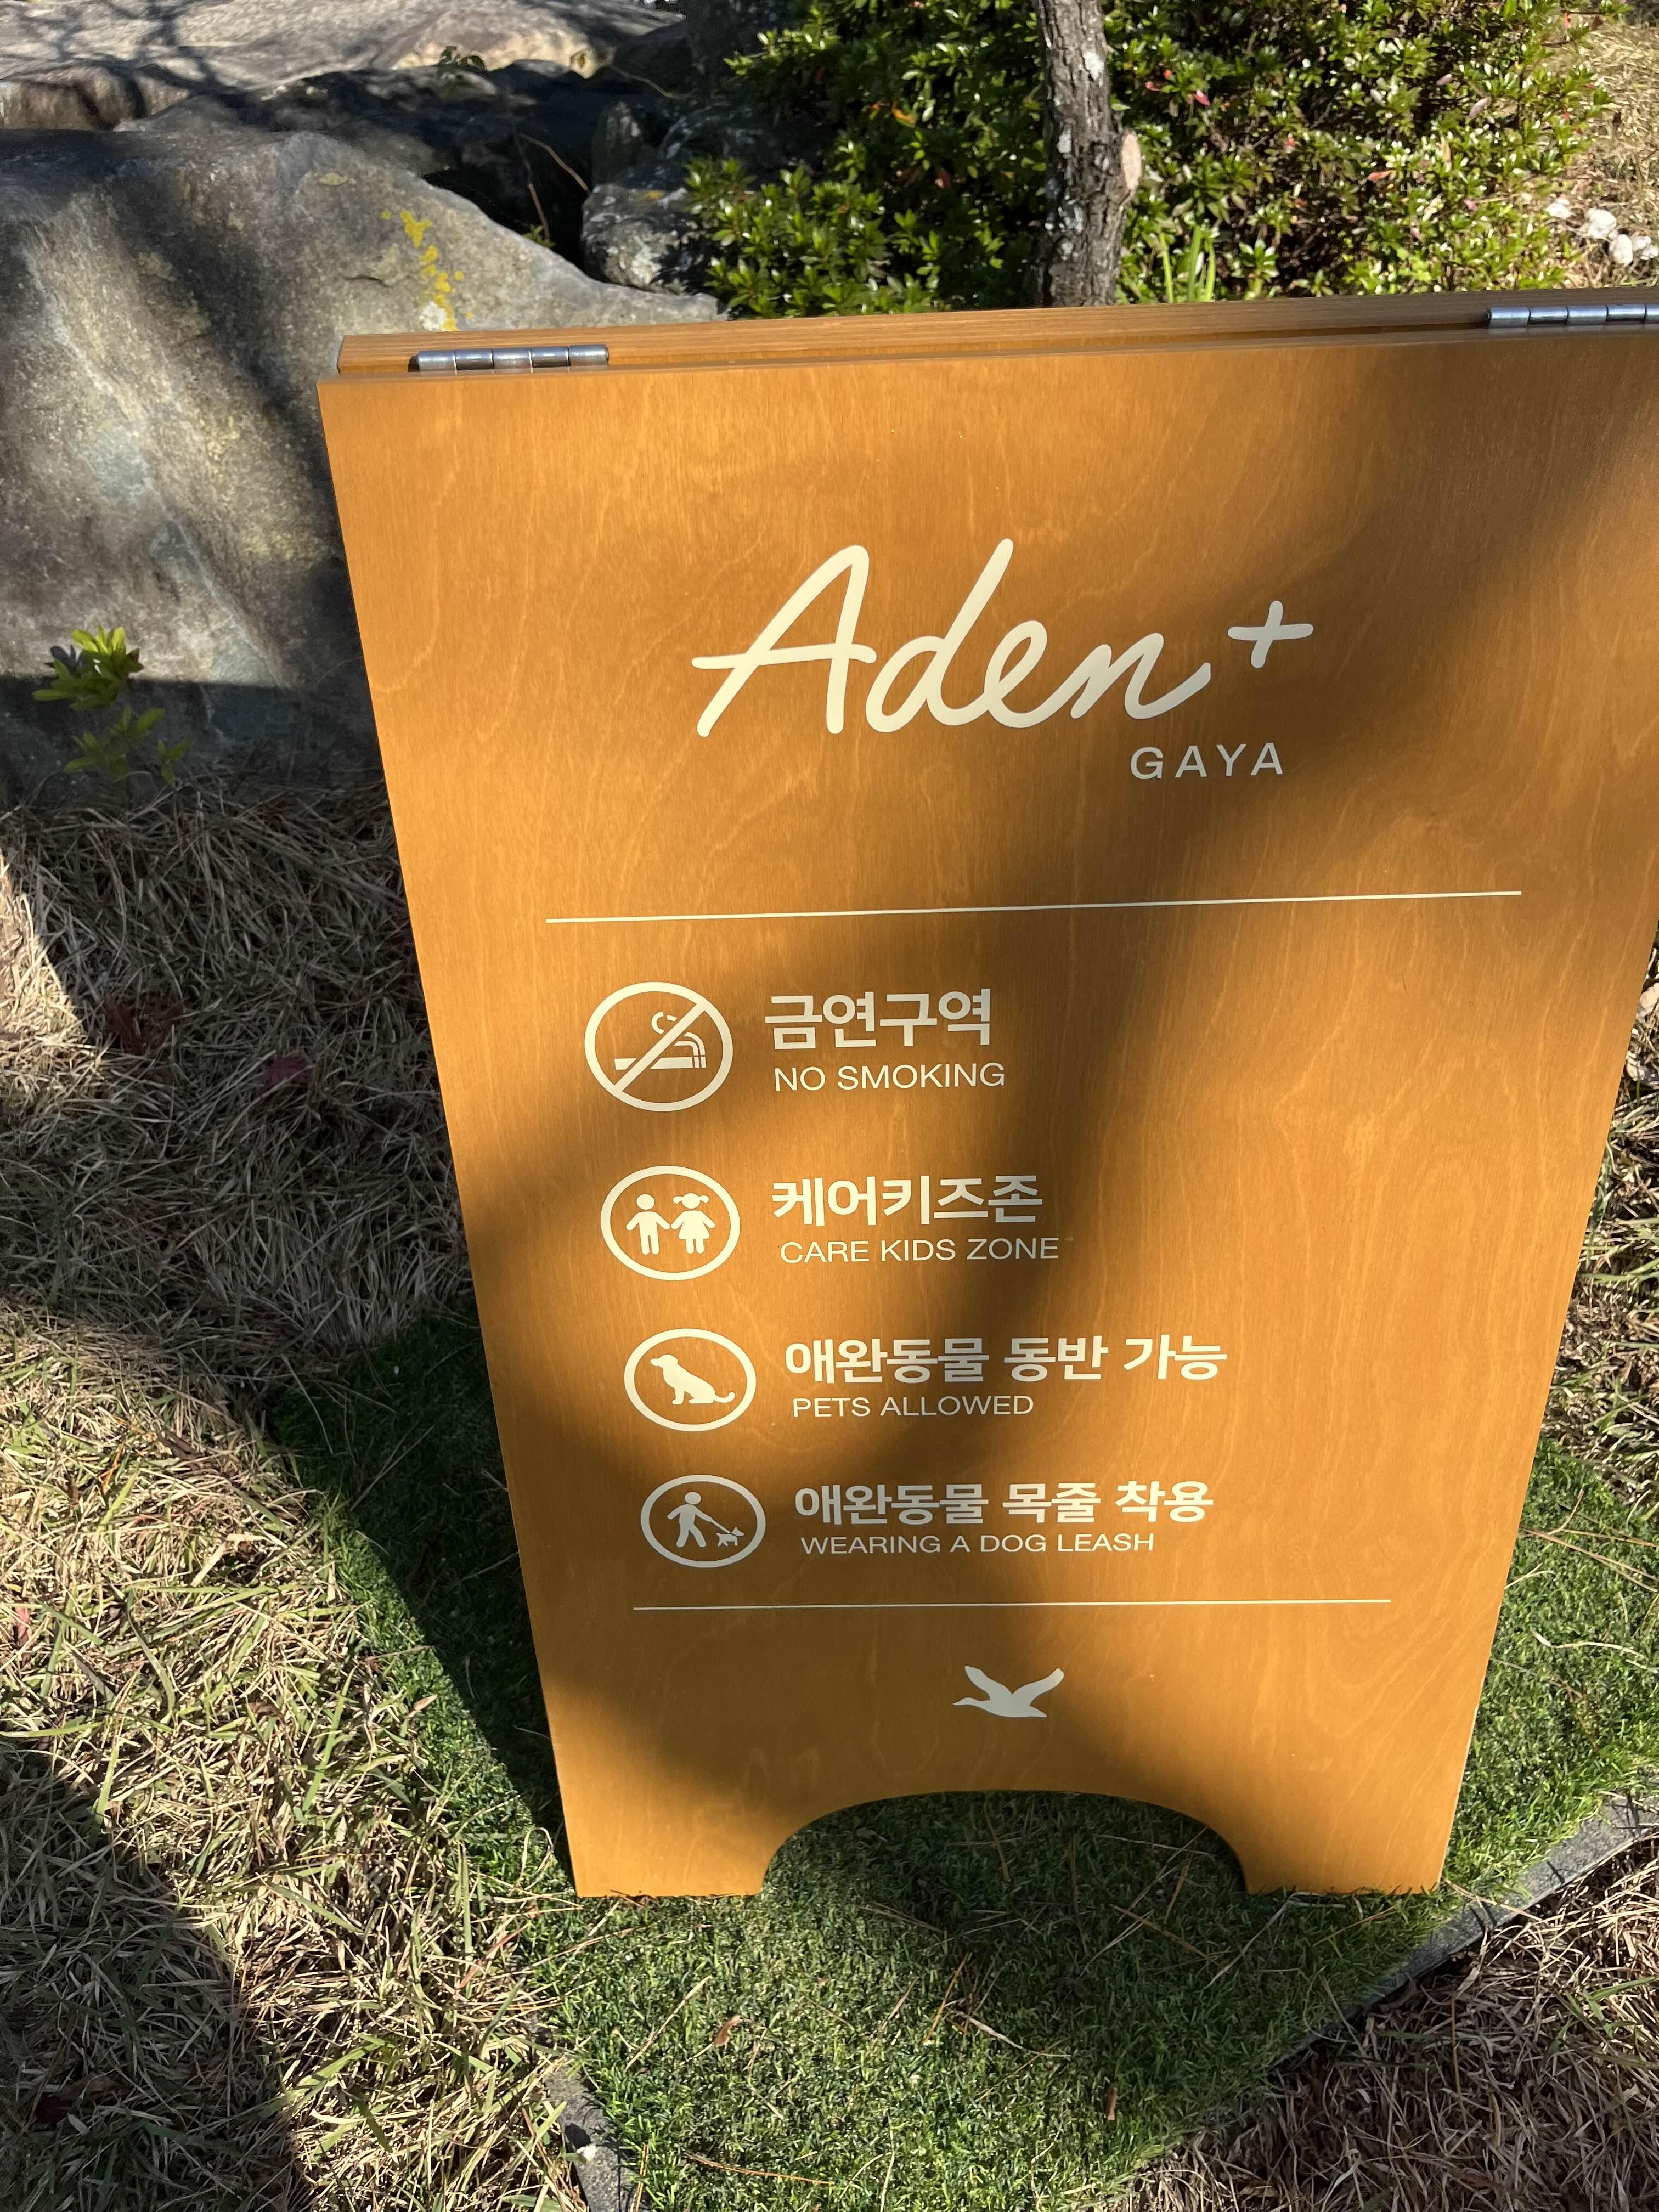 Aden+
GAYA
금연구역
NO SMOKING
케어키즈존
CARE KIDS ZONE
애완동물 동반 가능
PETS ALLOWED
애완동물 목줄 착용
WEARING A DOG LEASH